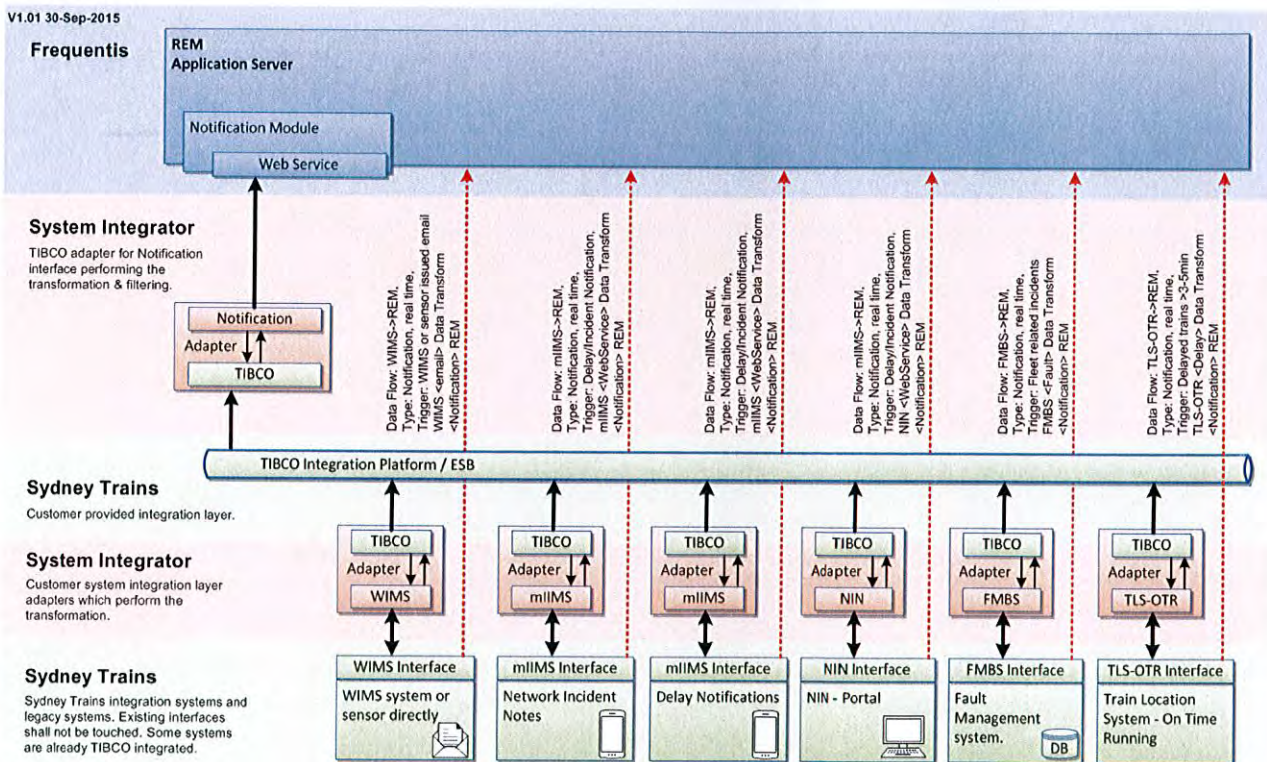 V1.01 30-Sep-2015
Frequentis
REM
Application Server
Notification Module
Web Service
System Integrator
TIBCO adapter for Notification
interface performing the
transformation & filtering.
Notification
Adapter
TIBCO
Data Flow: WIMS->REM,
Type: Notification, real time,
Trigger: WIMS or sensor issued email
WIMS <email> Data Transform
<Notification> REM
Data Flow: mIIMS->REM,
Type: Notification, real time,
Trigger: Delay/Incident Notification,
mIIMS <WebService> Data Transform
<Notification> REM
Data Flow: mIIMS->REM,
Type: Notification, real time,
Trigger: Delay/Incident Notification,
mIIMS <WebService> Data Transform
<Notification> REM
Data Flow: mIIMS->REM,
Type: Notification, real time,
Trigger: Delay/Incident Notification,
NIN <WebService> Data Transform
<Notification> REM
Data Flow: FMBS->REM,
Type: Notification, real time,
Trigger: Fleet related incidents
FMBS <Fault> Data Transform
<Notification> REM
Data Flow: TLS-OTR->REM,
Type: Notification, real time,
Trigger: Delayed trains >3-5min
TLS-OTR <Delay> Data Transform
<Notification> REM
TIBCO Integration Platform / ESB
Sydney Trains
Customer provided integration layer.
System Integrator
Customer system integration layer
adapters which perform the
transformation.
TIBCO
Adapter
WIMS
TIBCO
Adapter
mIIMS
TIBCO
Adapter
mIIMS
TIBCO
Adapter
NIN
TIBCO
Adapter
FMBS
TIBCO
Adapter
TLS-OTR
Sydney Trains
Sydney Trains integration systems and
legacy systems. Existing interfaces
shall not be touched. Some systems
are already TIBCO integrated.
WIMS Interface
WIMS system or
sensor directly
mIIMS Interface
Network Incident
Notes
mIIMS Interface
Delay Notifications
NIN Interface
NIN - Portal
FMBS Interface
Fault
Management
system.
DB
TLS-OTR Interface
Train Location
System - On Time
Running